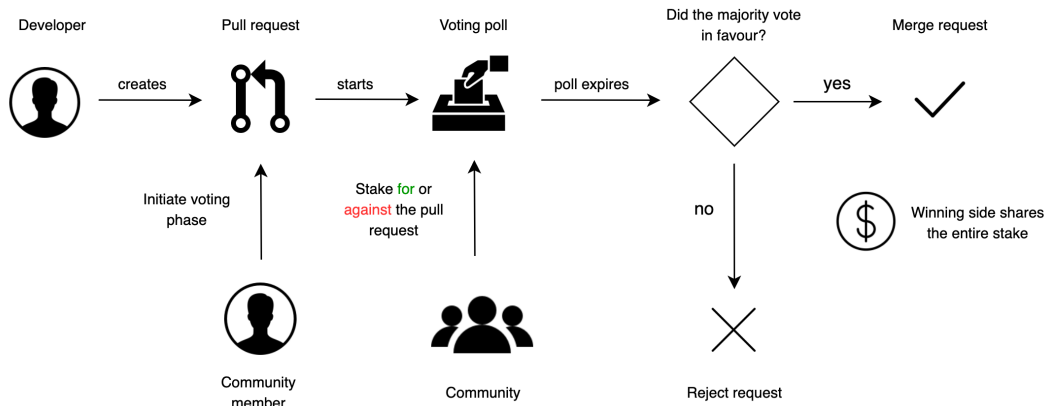 Developer
Pull request
Voting poll
Did the majority vote
in favour?
Merge request
creates
starts
poll expires
yes
Initiate voting
phase
Stake for or
against the pull
request
no
$
Winning side shares
the entire stake
Community
member
Community
Reject request